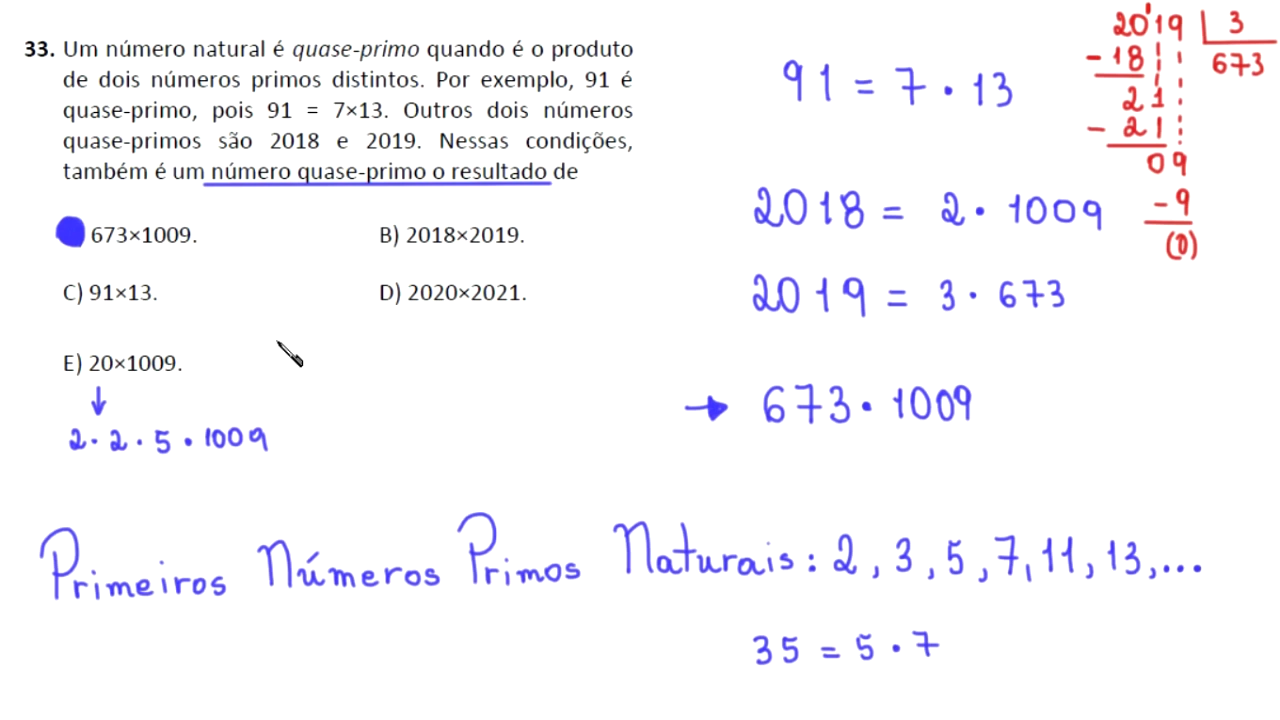 33. Um número natural é quase-primo quando é o produto
de dois números primos distintos. Por exemplo, 91 é
quase-primo, pois 91 = 7×13. Outros dois números
quase-primos são 2018 e 2019. Nessas condições,
também é um número quase-primo o resultado de
673×1009.
B) 2018×2019.
C) 91×13.
D) 2020×2021.
E) 20×1009.
↓
2·2·5·1009
91 = 7·13
2018 = 2·1009
2019 = 3·673
→ 673·1009
2019 | 3
-18 673
21
- 21
09
-9
(0)
Primeiros Números Primos Naturais: 2, 3, 5, 7, 11, 13, ...
35 = 5·7